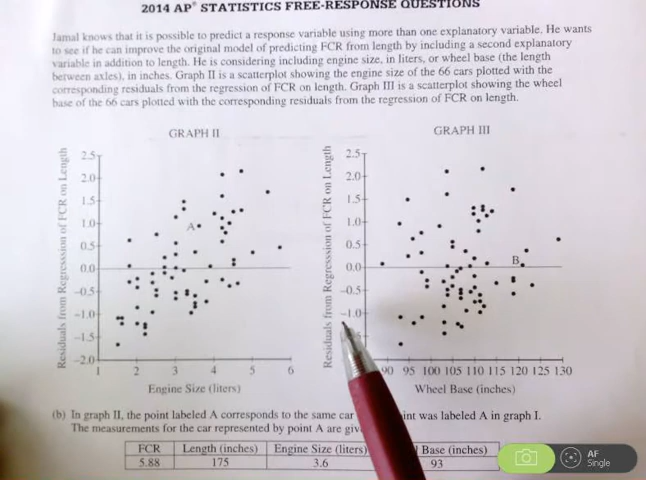 2014 AP® STATISTICS FREE-RESPONSE QUESTIONS
Jamal knows that it is possible to predict a response variable using more than one explanatory variable. He wants
to see if he can improve the original model of predicting FCR from length by including a second explanatory
variable in addition to length. He is considering including engine size, in liters, or wheel base (the length
between axles), in inches. Graph II is a scatterplot showing the engine size of the 66 cars plotted with the
corresponding residuals from the regression of FCR on length. Graph III is a scatterplot showing the wheel
base of the 66 cars plotted with the corresponding residuals from the regression of FCR on length.
GRAPH II
Residuals from Regresssion of FCR on Length
2.5
2.0
1.5
1.0
0.5
0.0
-0.5
-1.0
-1.5
-2.0
A
1 2 3 4 5 6
Engine Size (liters)
GRAPH III
Residuals from Regresssion of FCR on Length
2.5
2.0
1.5
1.0
0.5
0.0
-0.5
-1.0
B
90 95 100 105 110 115 120 125 130
Wheel Base (inches)
(b) In graph II, the point labeled A corresponds to the same car int was labeled A in graph I.
The measurements for the car represented by point A are giv
FCR Length (inches) Engine Size (liters) Base (inches)
5.88 175 3.6 93
AF
Single